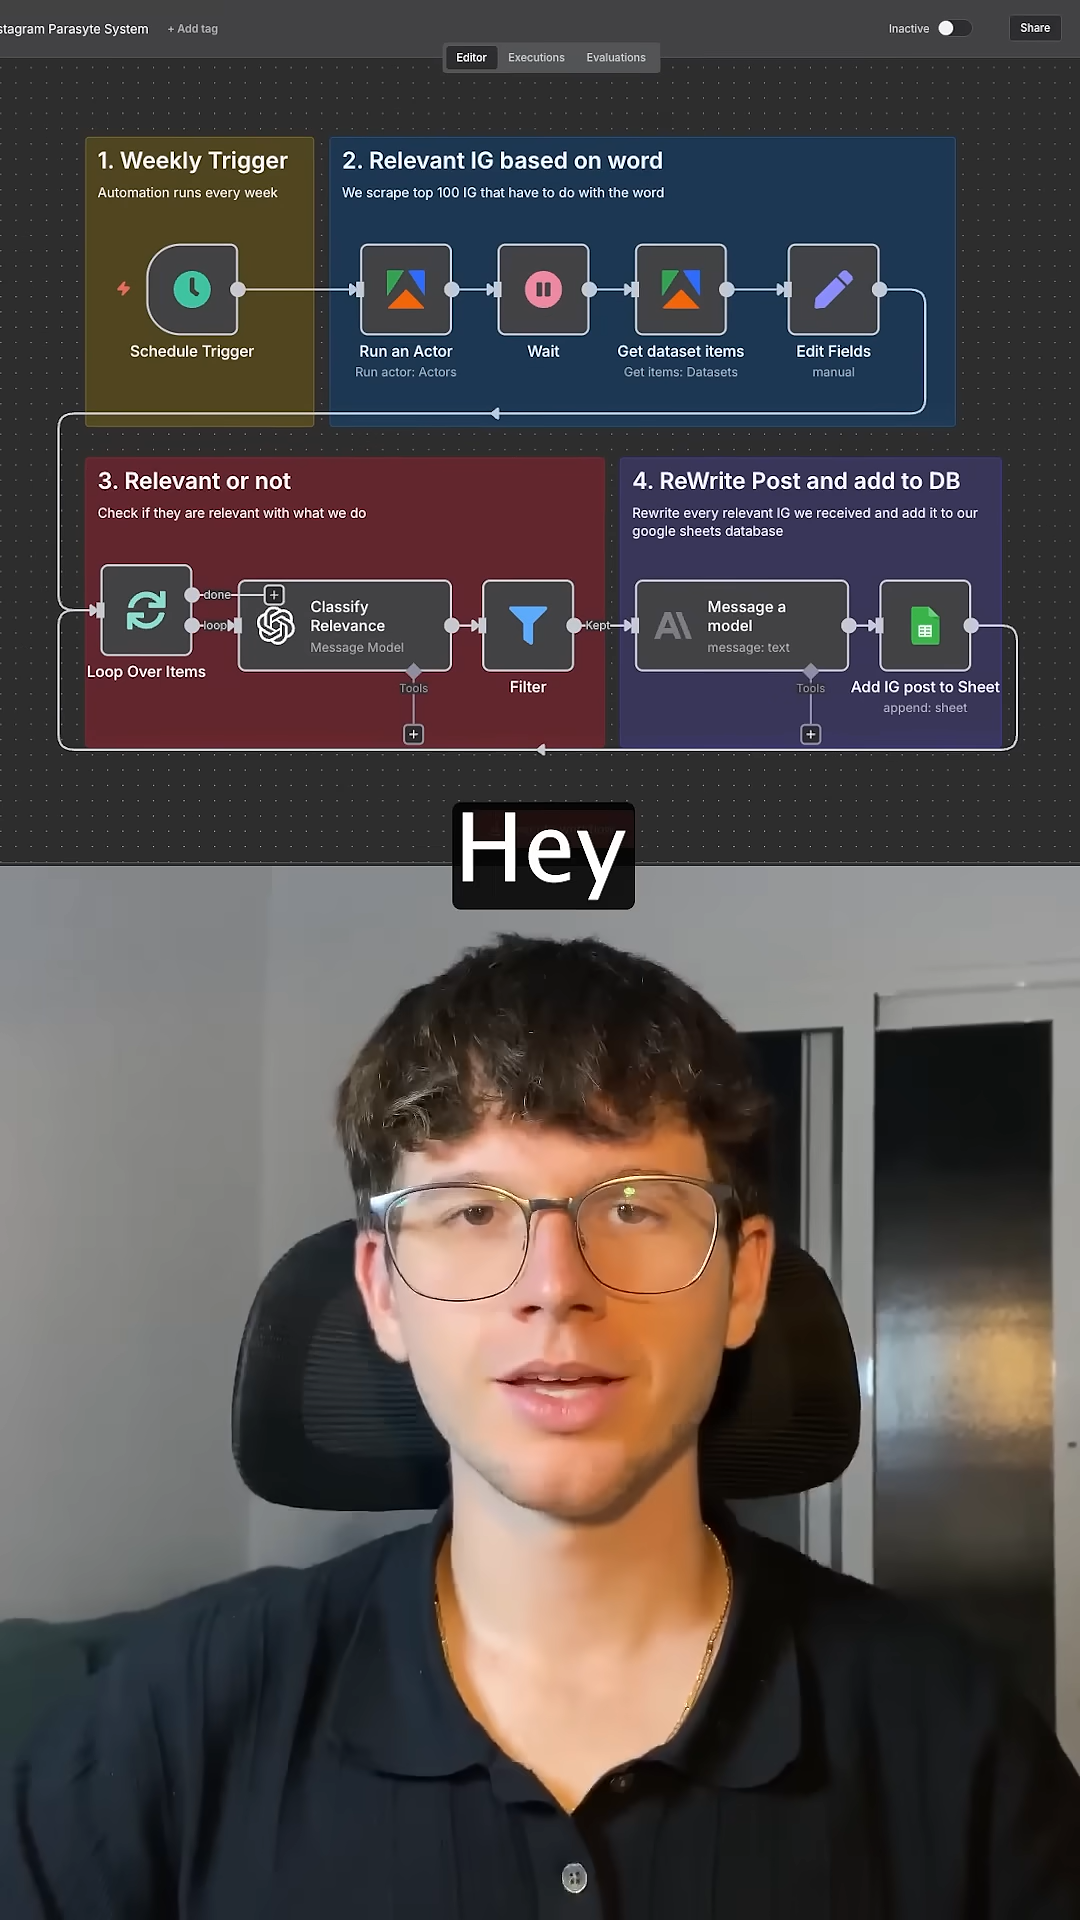 stagram Parasyte System
+ Add tag
Inactive
Share
Editor
Executions
Evaluations
1. Weekly Trigger
Automation runs every week
2. Relevant IG based on word
We scrape top 100 IG that have to do with the word
Schedule Trigger
Run an Actor
Run actor: Actors
Wait
Get dataset items
Get items: Datasets
Edit Fields
manual
3. Relevant or not
Check if they are relevant with what we do
4. ReWrite Post and add to DB
Rewrite every relevant IG we received and add it to our
google sheets database
done
loop
Loop Over Items
Classify
Relevance
Message Model
Tools
Filter
Kept
Message a
model
message: text
Tools
Add IG post to Sheet
append: sheet
Hey